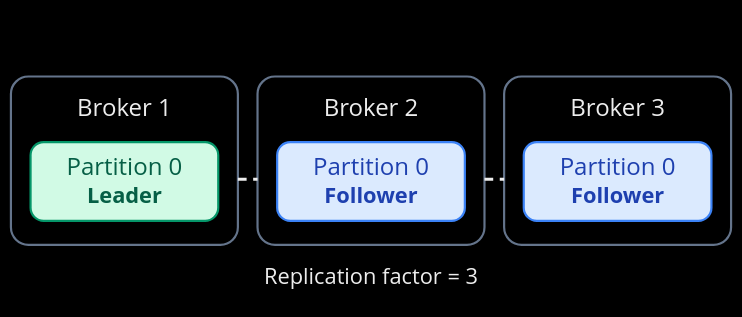 Broker 1
Partition 0
Leader
Broker 2
Partition 0
Follower
Broker 3
Partition 0
Follower
Replication factor = 3